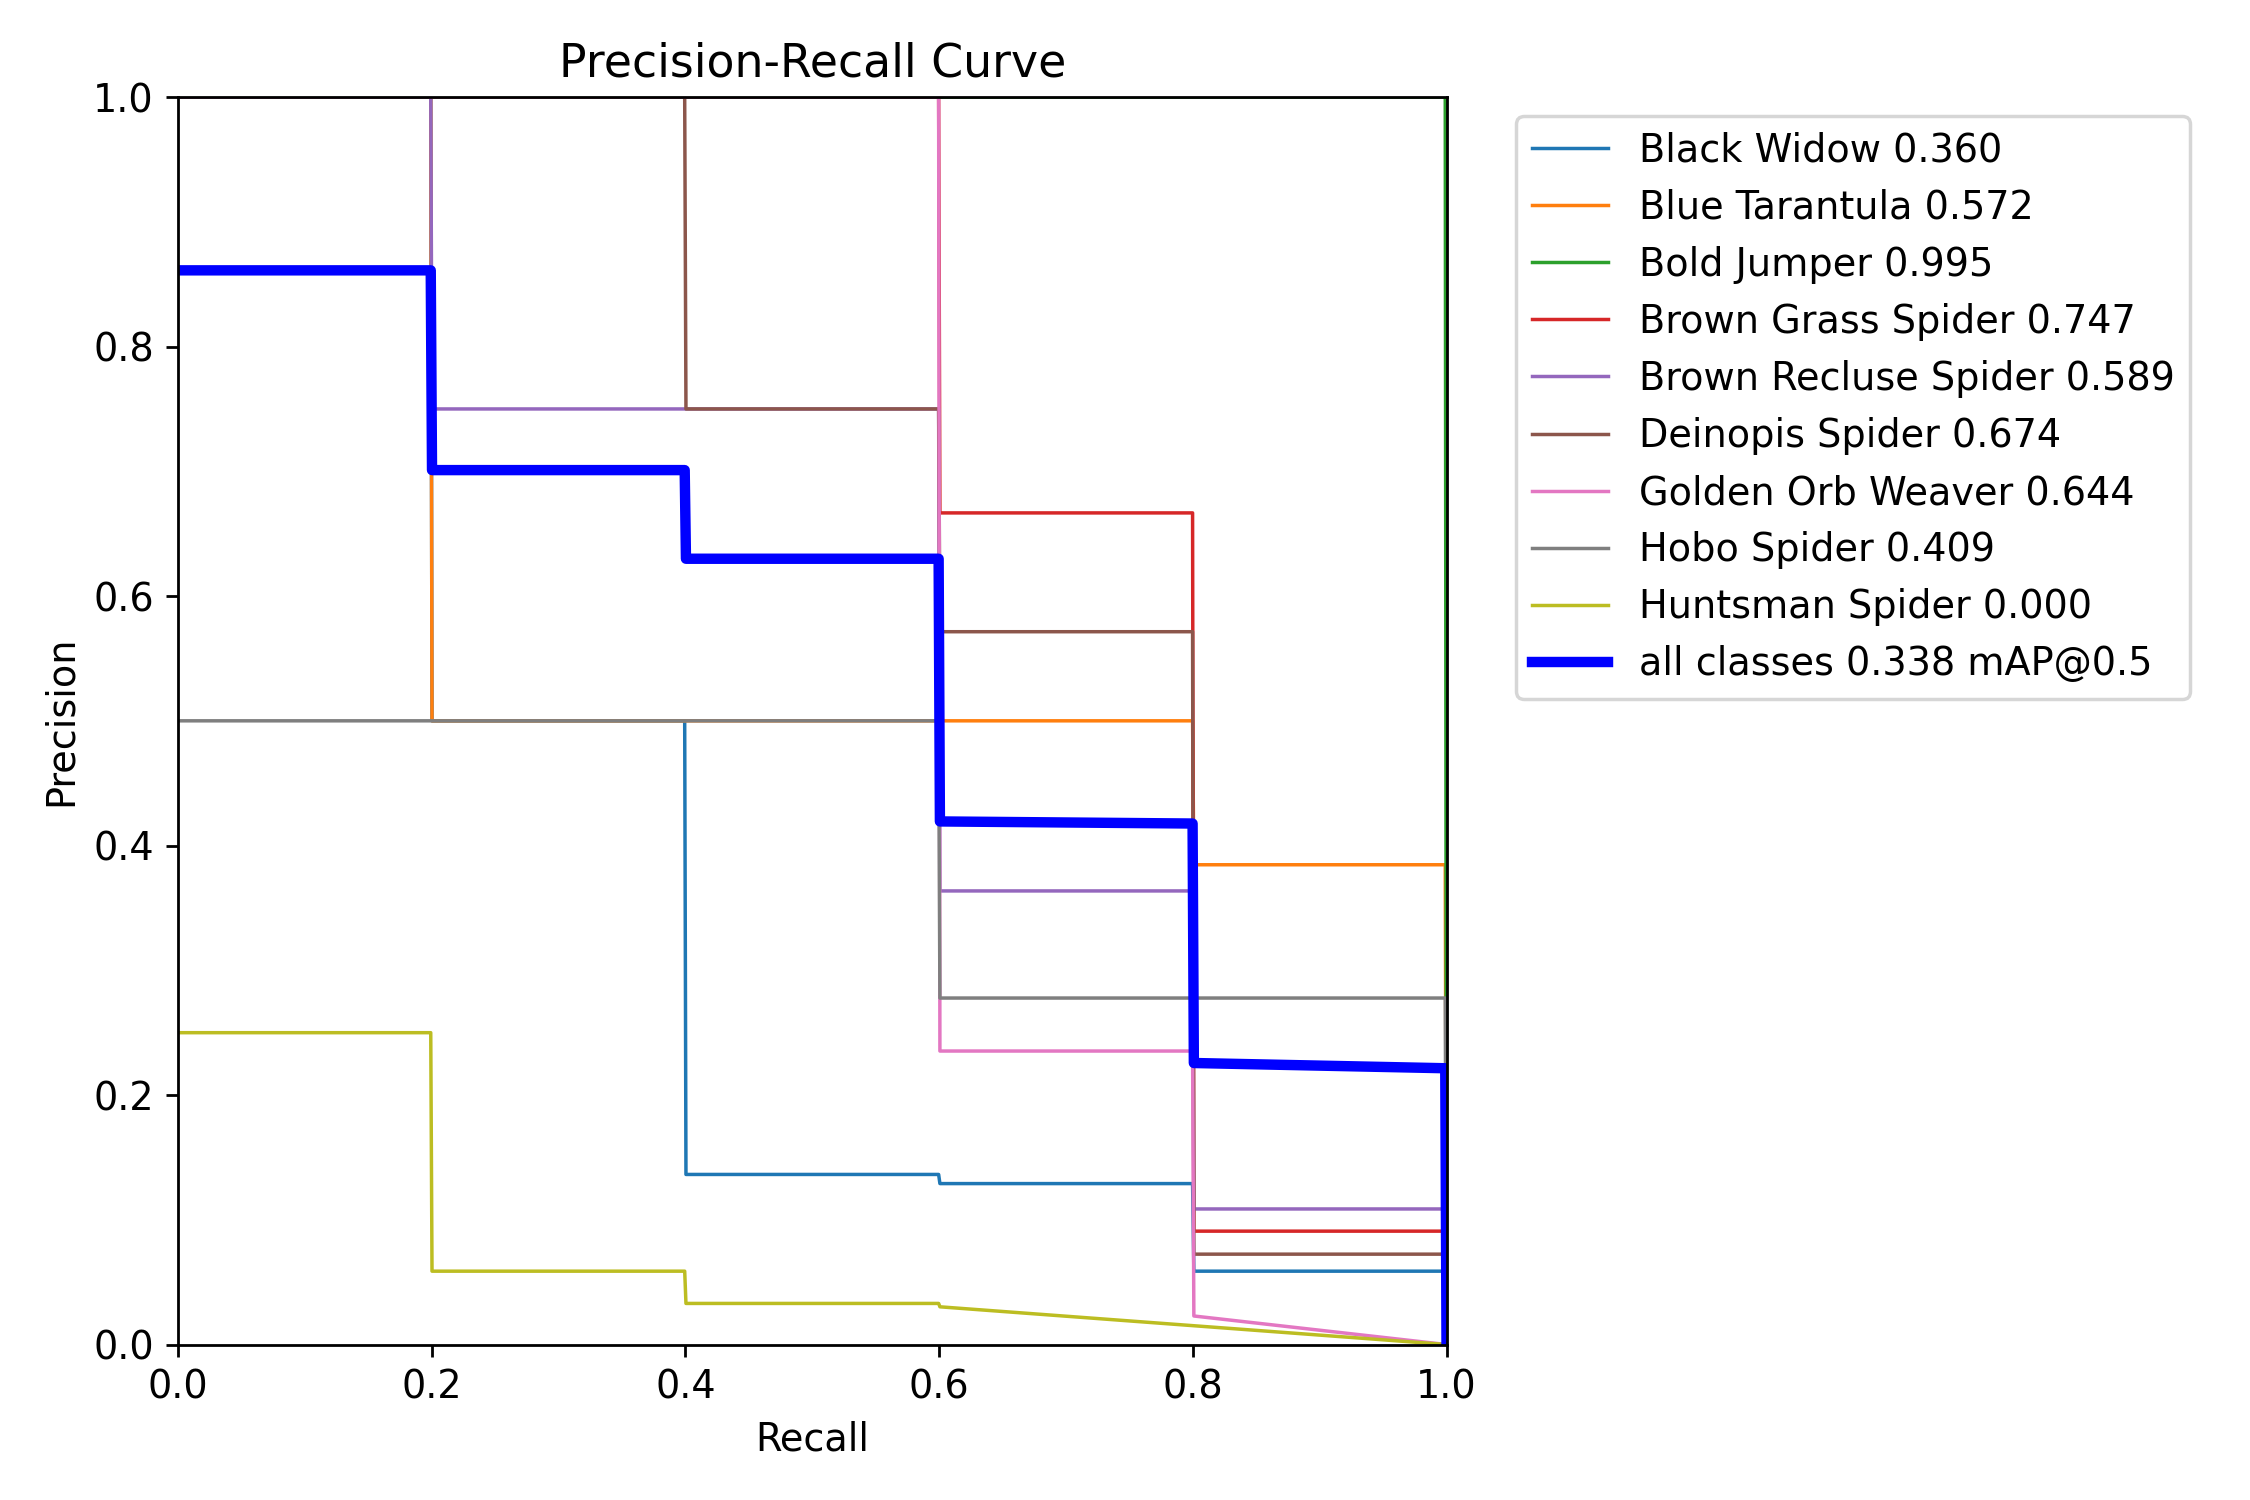 Precision-Recall Curve
1.0
0.8
0.6
0.4
0.2
0.0
Precision
0.0 0.2 0.4 0.6 0.8 1.0
Recall
Black Widow 0.360
Blue Tarantula 0.572
Bold Jumper 0.995
Brown Grass Spider 0.747
Brown Recluse Spider 0.589
Deinopis Spider 0.674
Golden Orb Weaver 0.644
Hobo Spider 0.409
Huntsman Spider 0.000
all classes 0.338 mAP@0.5